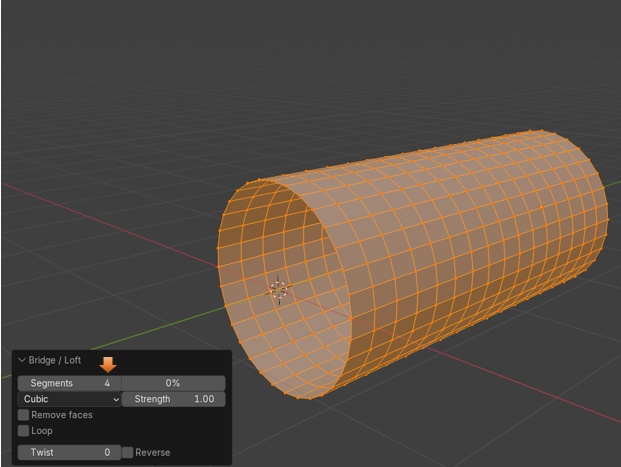 Bridge / Loft
Segments 4 0%
Cubic Strength 1.00
Remove faces
Loop
Twist 0 Reverse